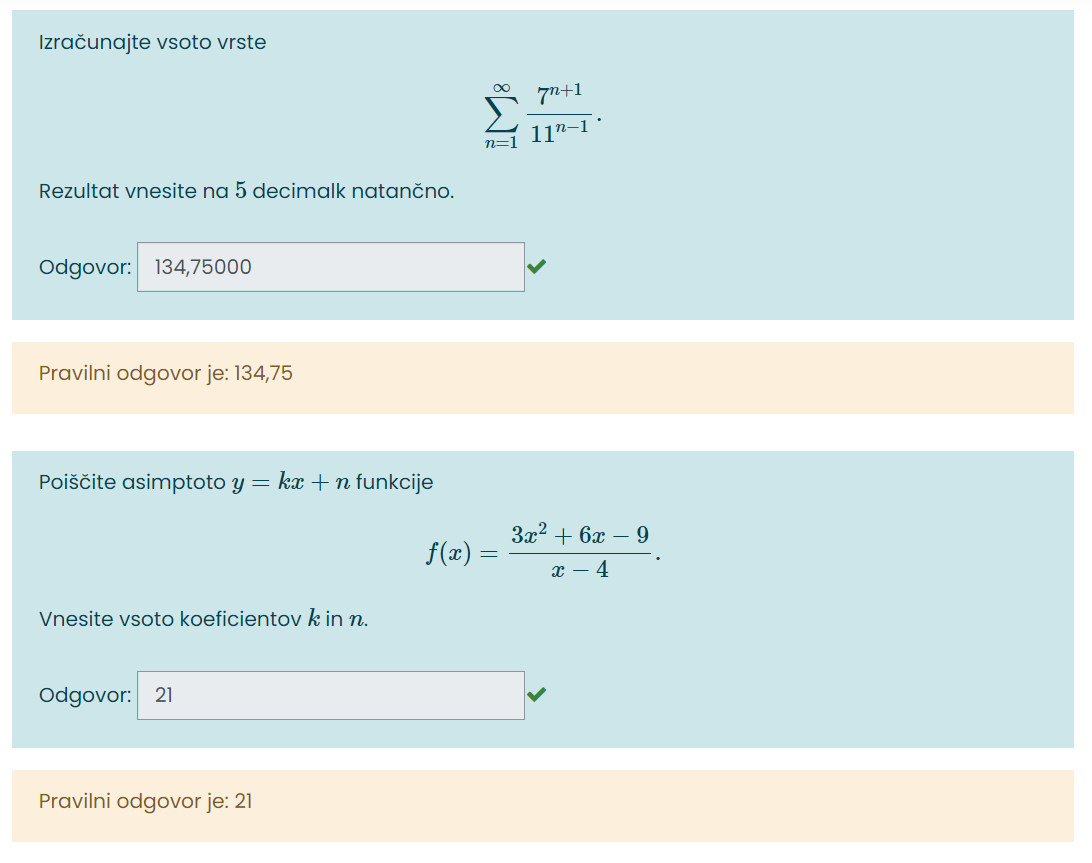 Izračunajte vsoto vrste
$$\sum_{n=1}^{\infty} \frac{7^{n+1}}{11^{n-1}}.$$
Rezultat vnesite na 5 decimalk natančno.
Odgovor: 134,75000
Pravilni odgovor je: 134,75
Poiščite asimptoto $y = kx + n$ funkcije
$$f(x) = \frac{3x^2 + 6x - 9}{x - 4}.$$
Vnesite vsoto koeficientov $k$ in $n$.
Odgovor: 21
Pravilni odgovor je: 21